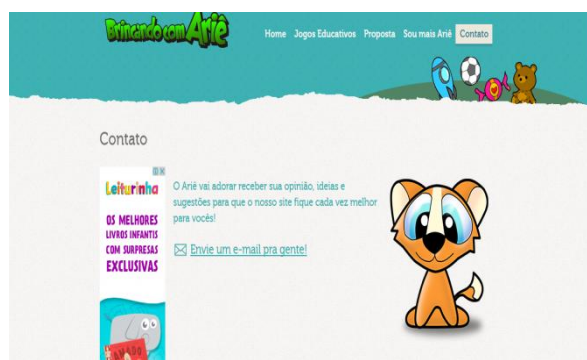 Brincando com Ariê
Home Jogos Educativos Proposta Sou mais Ariê Contato
Contato
Leiturinha
OS MELHORES
LIVROS INFANTIS
COM SURPRESAS
EXCLUSIVAS
O Ariê vai adorar receber sua opinião, ideias e
sugestões para que o nosso site fique cada vez melhor
para vocês!
Envie um e-mail pra gente!